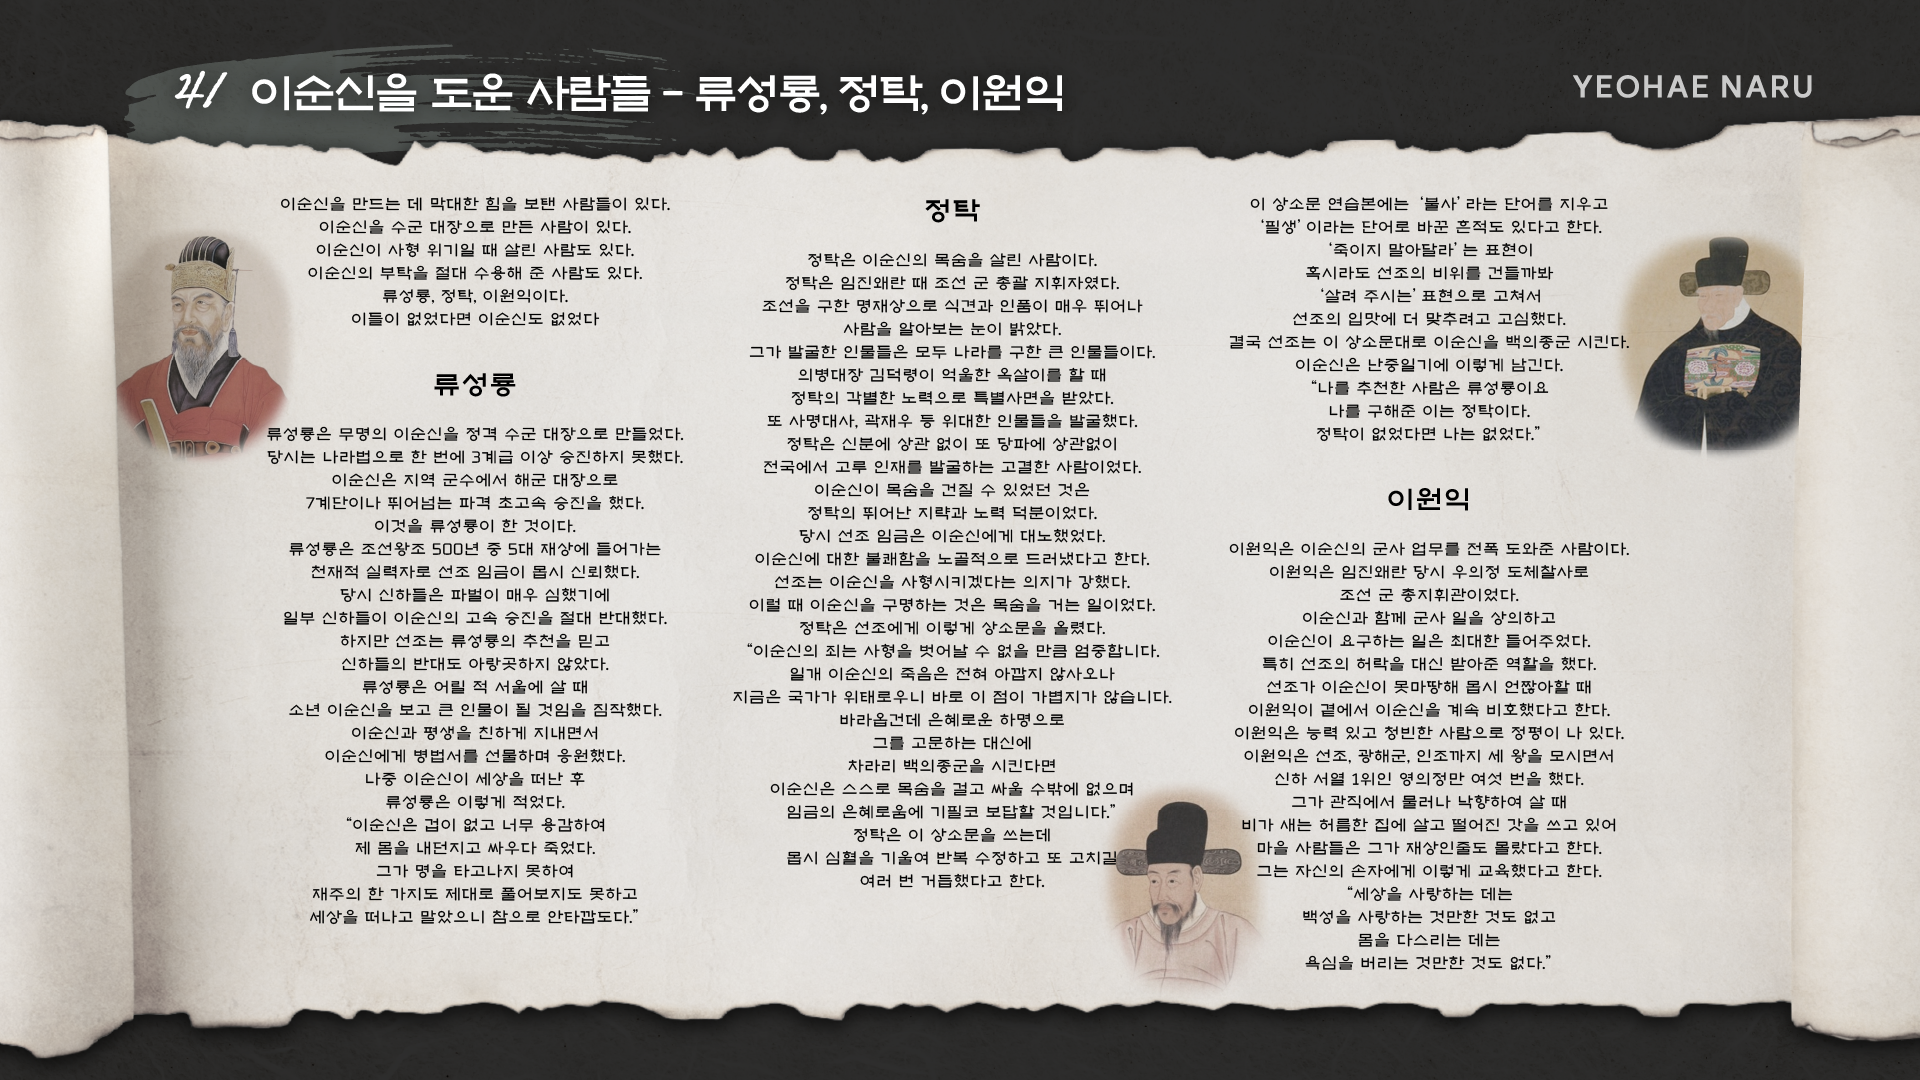 41 이순신을 도운 사람들 - 류성룡, 정탁, 이원익
YEOHAE NARU
이순신을 만드는 데 막대한 힘을 보탠 사람들이 있다.
이순신을 수군 대장으로 만든 사람이 있다.
이순신이 사형 위기일 때 살린 사람도 있다.
이순신의 부탁을 절대 수용해 준 사람도 있다.
류성룡, 정탁, 이원익이다.
이들이 없었다면 이순신도 없었다
류성룡
류성룡은 무명의 이순신을 정격 수군 대장으로 만들었다.
당시는 나라법으로 한 번에 3계급 이상 승진하지 못했다.
이순신은 지역 군수에서 해군 대장으로
7계단이나 뛰어넘는 파격 초고속 승진을 했다.
이것을 류성룡이 한 것이다.
류성룡은 조선왕조 500년 중 5대 재상에 들어가는
천재적 실력자로 선조 임금이 몹시 신뢰했다.
당시 신하들은 파벌이 매우 심했기에
일부 신하들이 이순신의 고속 승진을 절대 반대했다.
하지만 선조는 류성룡의 추천을 믿고
신하들의 반대도 아랑곳하지 않았다.
류성룡은 어릴 적 서울에 살 때
소년 이순신을 보고 큰 인물이 될 것임을 짐작했다.
이순신과 평생을 친하게 지내면서
이순신에게 병법서를 선물하며 응원했다.
나중 이순신이 세상을 떠난 후
류성룡은 이렇게 적었다.
“이순신은 겁이 없고 너무 용감하여
제 몸을 내던지고 싸우다 죽었다.
그가 명을 타고나지 못하여
재주의 한 가지도 제대로 풀어보지도 못하고
세상을 떠나고 말았으니 참으로 안타깝도다.”
정탁
정탁은 이순신의 목숨을 살린 사람이다.
정탁은 임진왜란 때 조선 군 총괄 지휘자였다.
조선을 구한 명재상으로 식견과 인품이 매우 뛰어나
사람을 알아보는 눈이 밝았다.
그가 발굴한 인물들은 모두 나라를 구한 큰 인물들이다.
의병대장 김덕령이 억울한 옥살이를 할 때
정탁의 각별한 노력으로 특별사면을 받았다.
또 사명대사, 곽재우 등 위대한 인물들을 발굴했다.
정탁은 신분에 상관 없이 또 당파에 상관없이
전국에서 고루 인재를 발굴하는 고결한 사람이었다.
이순신이 목숨을 건질 수 있었던 것은
정탁의 뛰어난 지략과 노력 덕분이었다.
당시 선조 임금은 이순신에게 대노했었다.
이순신에 대한 불쾌함을 노골적으로 드러냈다고 한다.
선조는 이순신을 사형시키겠다는 의지가 강했다.
이럴 때 이순신을 구명하는 것은 목숨을 거는 일이었다.
정탁은 선조에게 이렇게 상소문을 올렸다.
“이순신의 죄는 사형을 벗어날 수 없을 만큼 엄중합니다.
일개 이순신의 죽음은 전혀 아깝지 않사오나
지금은 국가가 위태로우니 바로 이 점이 가볍지가 않습니다.
바라옵건데 은혜로운 하명으로
그를 고문하는 대신에
차라리 백의종군을 시킨다면
이순신은 스스로 목숨을 걸고 싸울 수밖에 없으며
임금의 은혜로움에 기필코 보답할 것입니다.”
정탁은 이 상소문을 쓰는데
몹시 심혈을 기울여 반복 수정하고 또 고치길
여러 번 거듭했다고 한다.
이 상소문 연습본에는 ‘불사’ 라는 단어를 지우고
‘필생’ 이라는 단어로 바꾼 흔적도 있다고 한다.
‘죽이지 말아달라’ 는 표현이
혹시라도 선조의 비위를 건들까봐
‘살려 주시는’ 표현으로 고쳐서
선조의 입맛에 더 맞추려고 고심했다.
결국 선조는 이 상소문대로 이순신을 백의종군 시킨다.
이순신은 난중일기에 이렇게 남긴다.
“나를 추천한 사람은 류성룡이요
나를 구해준 이는 정탁이다.
정탁이 없었다면 나는 없었다.”
이원익
이원익은 이순신의 군사 업무를 전폭 도와준 사람이다.
이원익은 임진왜란 당시 우의정 도체찰사로
조선 군 총지휘관이었다.
이순신과 함께 군사 일을 상의하고
이순신이 요구하는 일은 최대한 들어주었다.
특히 선조의 허락을 대신 받아준 역할을 했다.
선조가 이순신이 못마땅해 몹시 언짢아할 때
이원익이 곁에서 이순신을 계속 비호했다고 한다.
이원익은 능력 있고 청빈한 사람으로 정평이 나 있다.
이원익은 선조, 광해군, 인조까지 세 왕을 모시면서
신하 서열 1위인 영의정만 여섯 번을 했다.
그가 관직에서 물러나 낙향하여 살 때
비가 새는 허름한 집에 살고 떨어진 갓을 쓰고 있어
마을 사람들은 그가 재상인줄도 몰랐다고 한다.
그는 자신의 손자에게 이렇게 교육했다고 한다.
“세상을 사랑하는 데는
백성을 사랑하는 것만한 것도 없고
몸을 다스리는 데는
욕심을 버리는 것만한 것도 없다.”